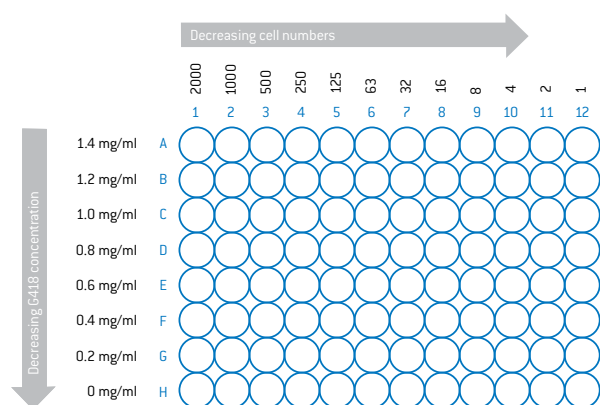 Decreasing cell numbers
2000 1000 500 250 125 63 32 16 8 4 2 1
1 2 3 4 5 6 7 8 9 10 11 12
Decreasing G418 concentration
1.4 mg/ml A
1.2 mg/ml B
1.0 mg/ml C
0.8 mg/ml D
0.6 mg/ml E
0.4 mg/ml F
0.2 mg/ml G
0 mg/ml H